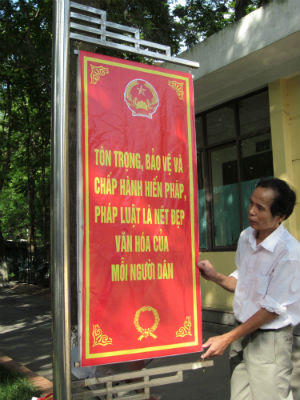 TÔN TRỌNG, BẢO VỆ VÀ
CHẤP HÀNH HIẾN PHÁP,
PHÁP LUẬT LÀ NÉT ĐẸP
VĂN HÓA CỦA
MỖI NGƯỜI DÂN